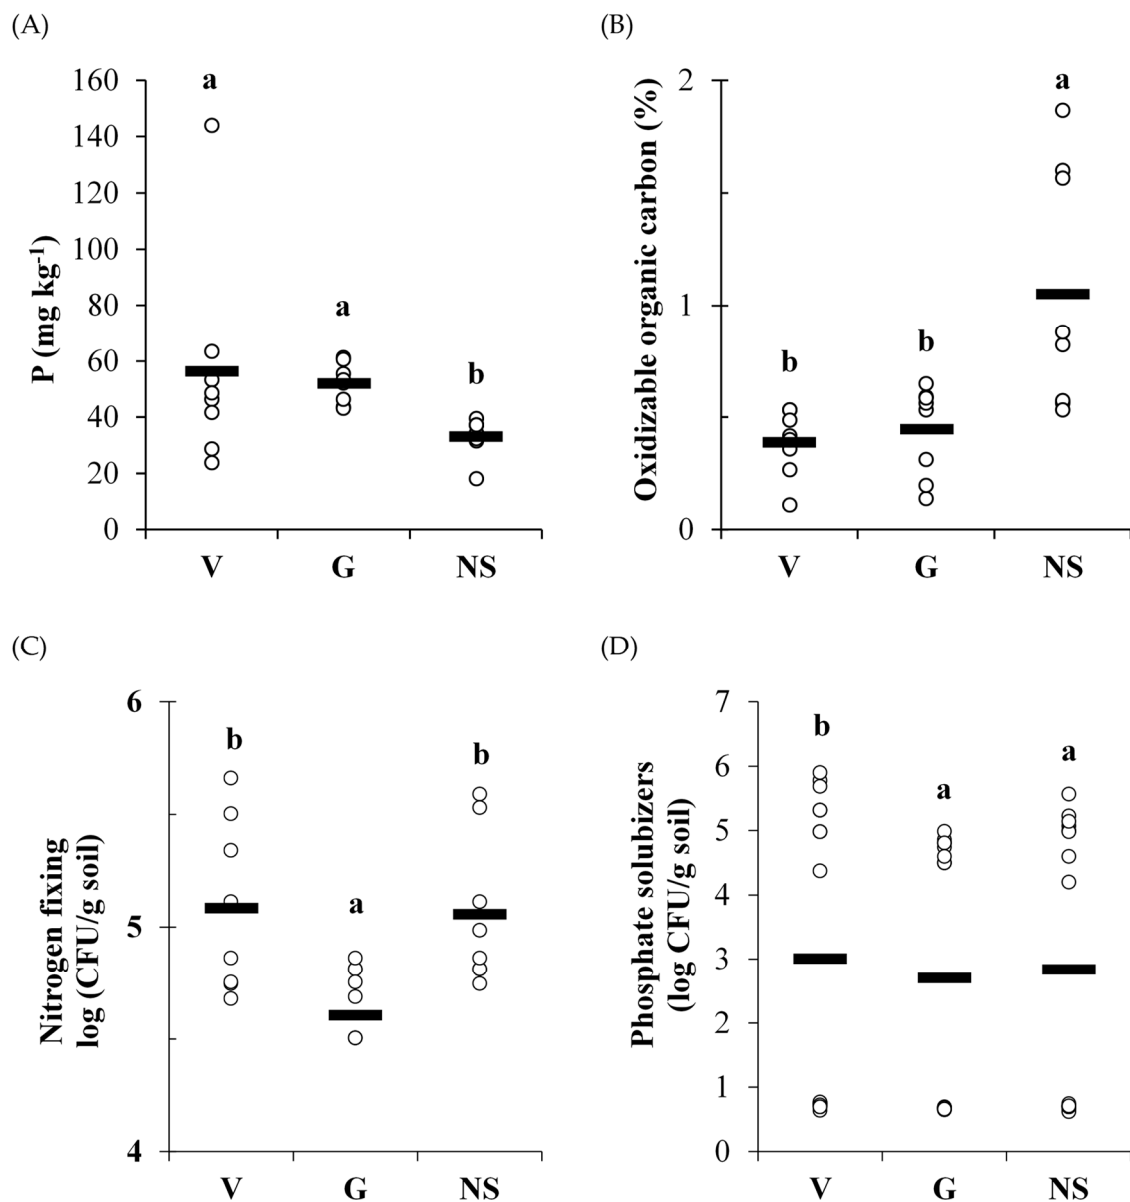 (A)
P (mg kg-1)
160
140
120
100
80
60
40
20
0
a
a
b
V
G
NS
(B)
Oxidizable organic carbon (%)
2
1
0
b
b
a
V
G
NS
(C)
Nitrogen fixing
log (CFU/g soil)
6
5
4
b
a
b
V
G
NS
(D)
Phosphate solubizers
(log CFU/g soil)
7
6
5
4
3
2
1
0
b
a
a
V
G
NS